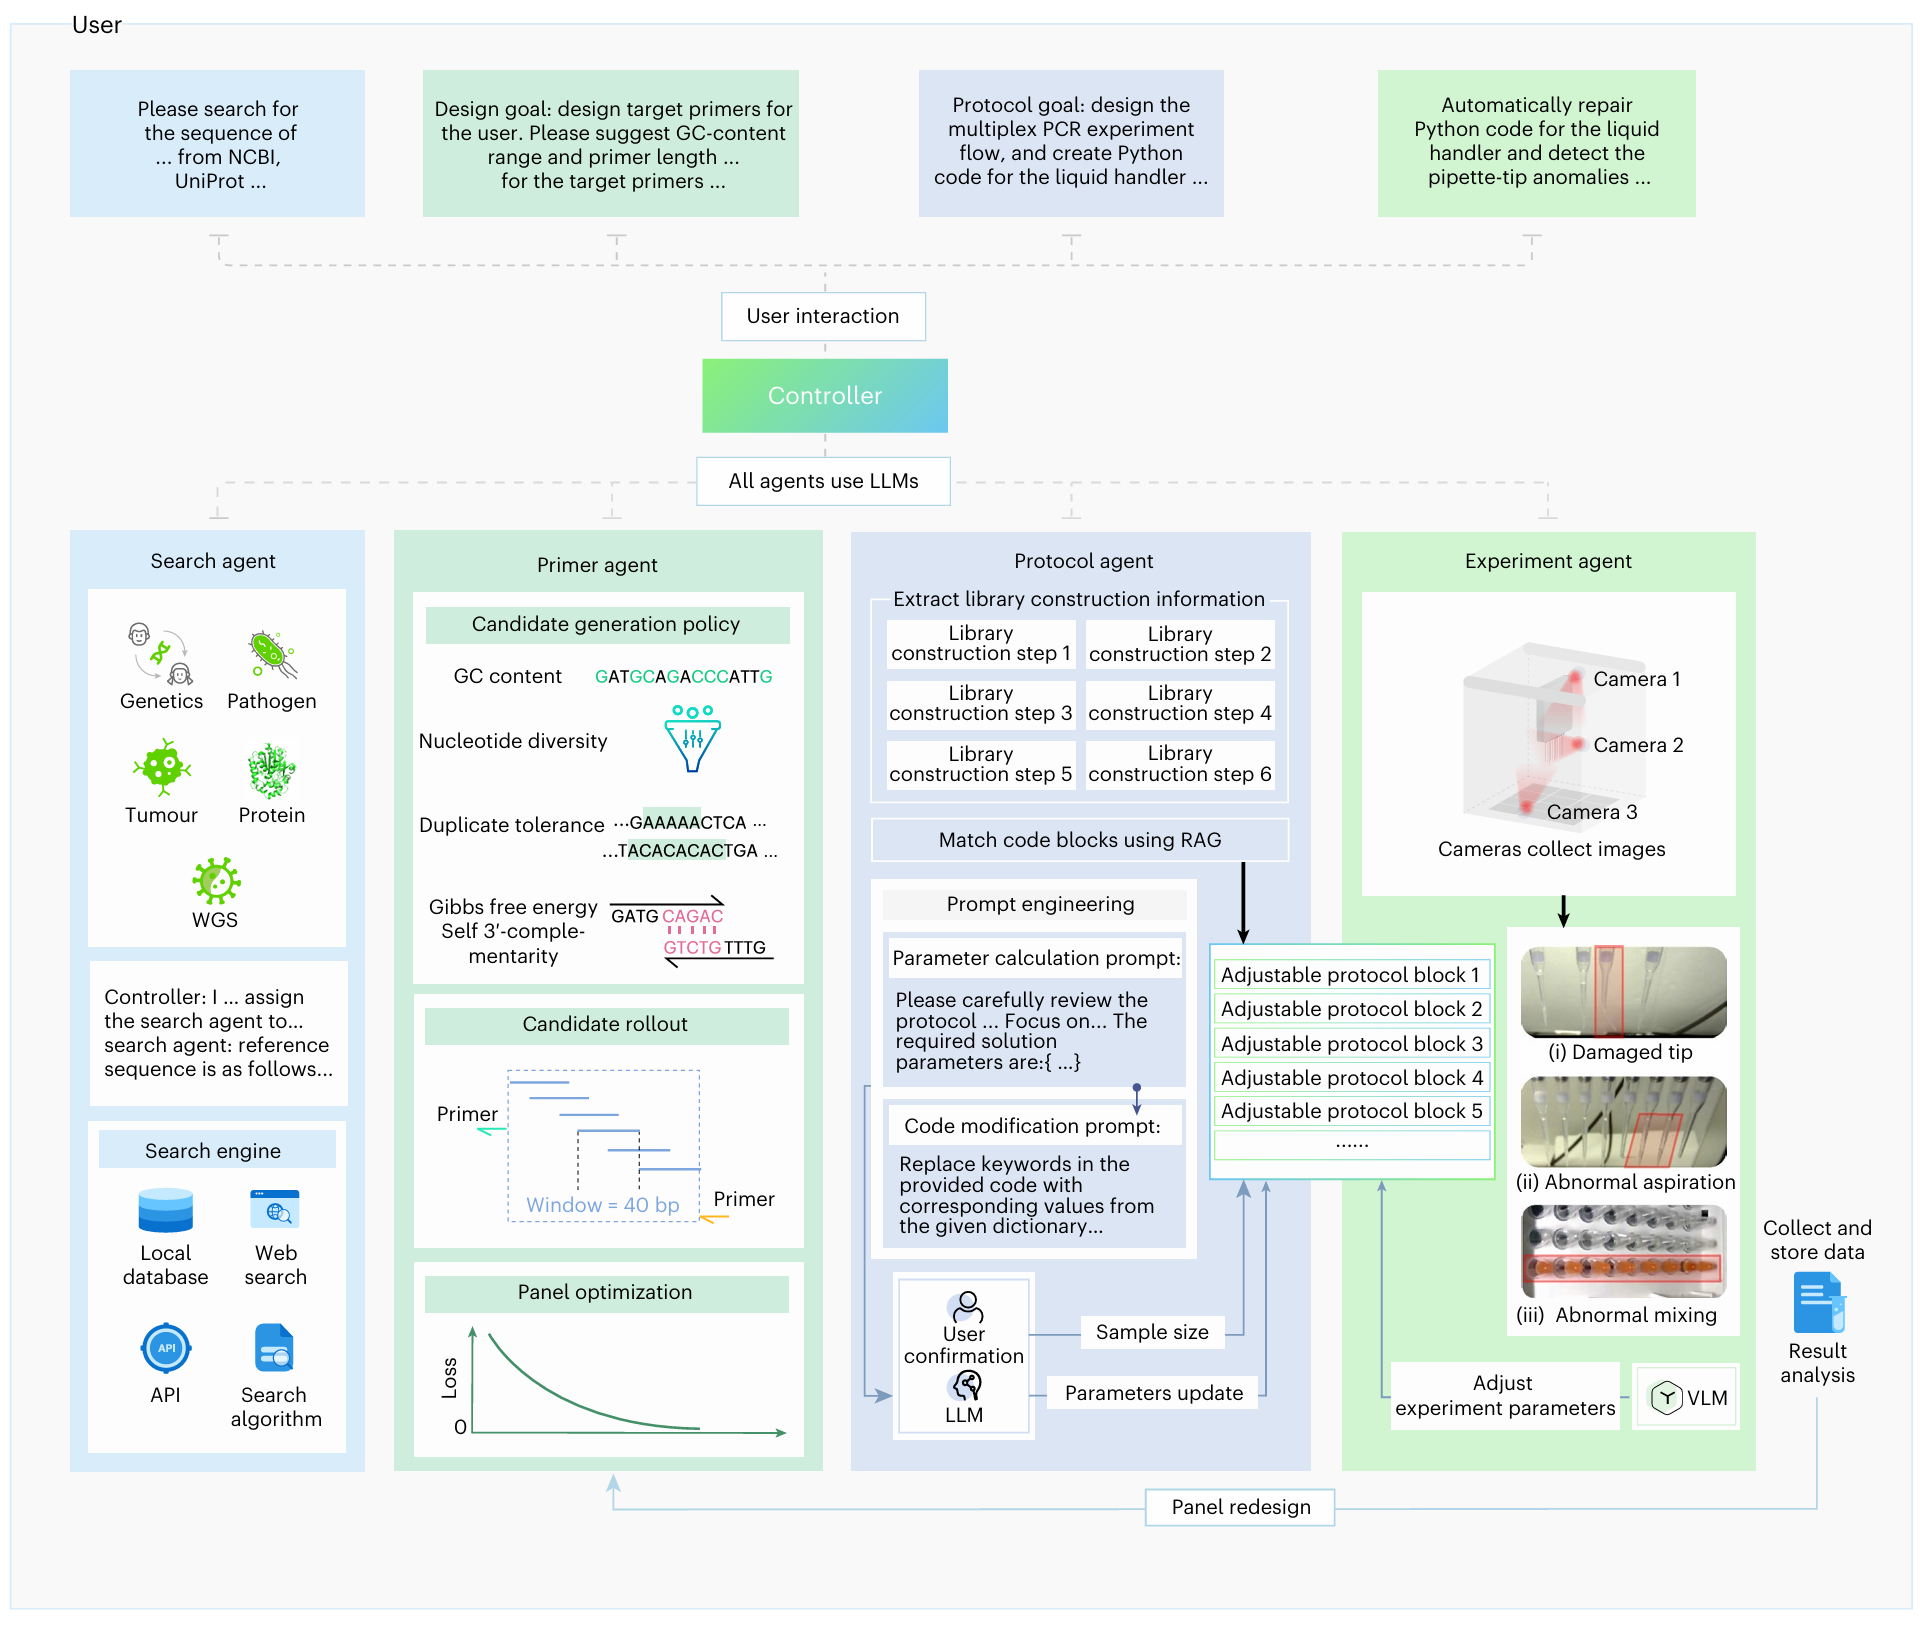 User
Please search for
the sequence of
... from NCBI,
UniProt ...
Design goal: design target primers for
the user. Please suggest GC-content
range and primer length ...
for the target primers ...
Protocol goal: design the
multiplex PCR experiment
flow, and create Python
code for the liquid handler ...
Automatically repair
Python code for the liquid
handler and detect the
pipette-tip anomalies ...
User interaction
Controller
All agents use LLMs
Search agent
Genetics
Pathogen
Tumour
Protein
WGS
Controller: I ... assign
the search agent to...
search agent: reference
sequence is as follows...
Search engine
Local
database
Web
search
API
API
Search
algorithm
Primer agent
Candidate generation policy
GC content
GATGCAGACCCATTG
Nucleotide diversity
Duplicate tolerance
...GAAAAACTCA ...
...TACACACACTGA ...
Gibbs free energy
Self 3′-comple-
mentarity
GATGCAGAC
GTCTGTTTG
Candidate rollout
Primer
Window = 40 bp
Primer
Panel optimization
Loss
0
Protocol agent
Extract library construction information
Library
construction step 1
Library
construction step 2
Library
construction step 3
Library
construction step 4
Library
construction step 5
Library
construction step 6
Match code blocks using RAG
Prompt engineering
Parameter calculation prompt:
Please carefully review the
protocol ... Focus on... The
required solution
parameters are:{ ...}
Code modification prompt:
Replace keywords in the
provided code with
corresponding values from
the given dictionary...
User
confirmation
LLM
Sample size
Parameters update
Adjustable protocol block 1
Adjustable protocol block 2
Adjustable protocol block 3
Adjustable protocol block 4
Adjustable protocol block 5
......
Experiment agent
Camera 1
Camera 2
Camera 3
Cameras collect images
(i) Damaged tip
(ii) Abnormal aspiration
(iii) Abnormal mixing
Adjust
experiment parameters
VLM
Collect and
store data
Result
analysis
Panel redesign